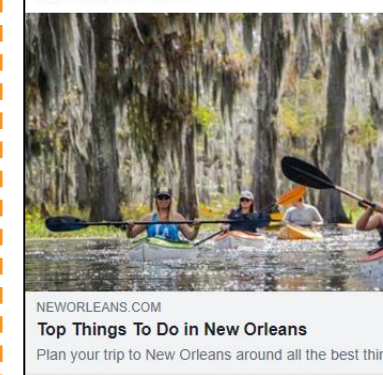 NEWORLEANS.COM
Top Things To Do in New Orleans
Plan your trip to New Orleans around all the best